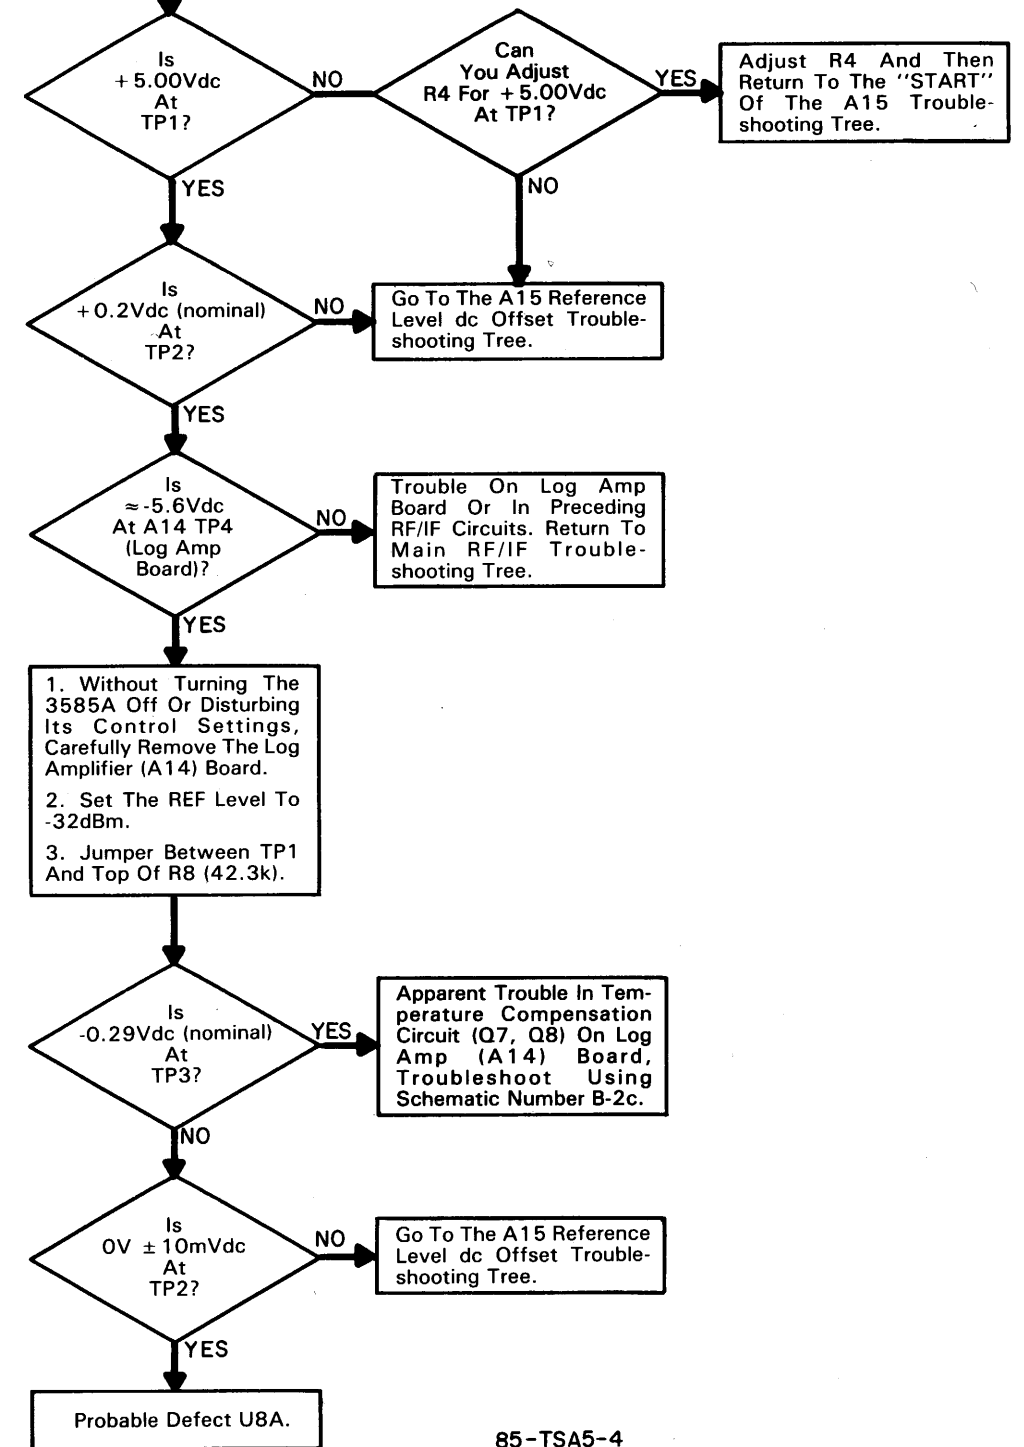 Is
+5.00Vdc
At
TP1?
NO
Can
You Adjust
R4 For +5.00Vdc
At TP1?
YES
Adjust R4 And Then
Return To The "START"
Of The A15 Trouble-
shooting Tree.
YES
NO
Is
+0.2Vdc (nominal)
At
TP2?
NO
Go To The A15 Reference
Level dc Offset Trouble-
shooting Tree.
YES
Is
≈-5.6Vdc
At A14 TP4
(Log Amp
Board)?
NO
Trouble On Log Amp
Board Or In Preceding
RF/IF Circuits. Return To
Main RF/IF Trouble-
shooting Tree.
YES
1. Without Turning The
3585A Off Or Disturbing
Its Control Settings,
Carefully Remove The Log
Amplifier (A14) Board.
2. Set The REF Level To
-32dBm.
3. Jumper Between TP1
And Top Of R8 (42.3k).
Is
-0.29Vdc (nominal)
At
TP3?
YES
Apparent Trouble In Tem-
perature Compensation
Circuit (Q7, Q8) On Log
Amp (A14) Board,
Troubleshoot Using
Schematic Number B-2c.
NO
Is
0V ±10mVdc
At
TP2?
NO
Go To The A15 Reference
Level dc Offset Trouble-
shooting Tree.
YES
Probable Defect U8A.
85-TSA5-4